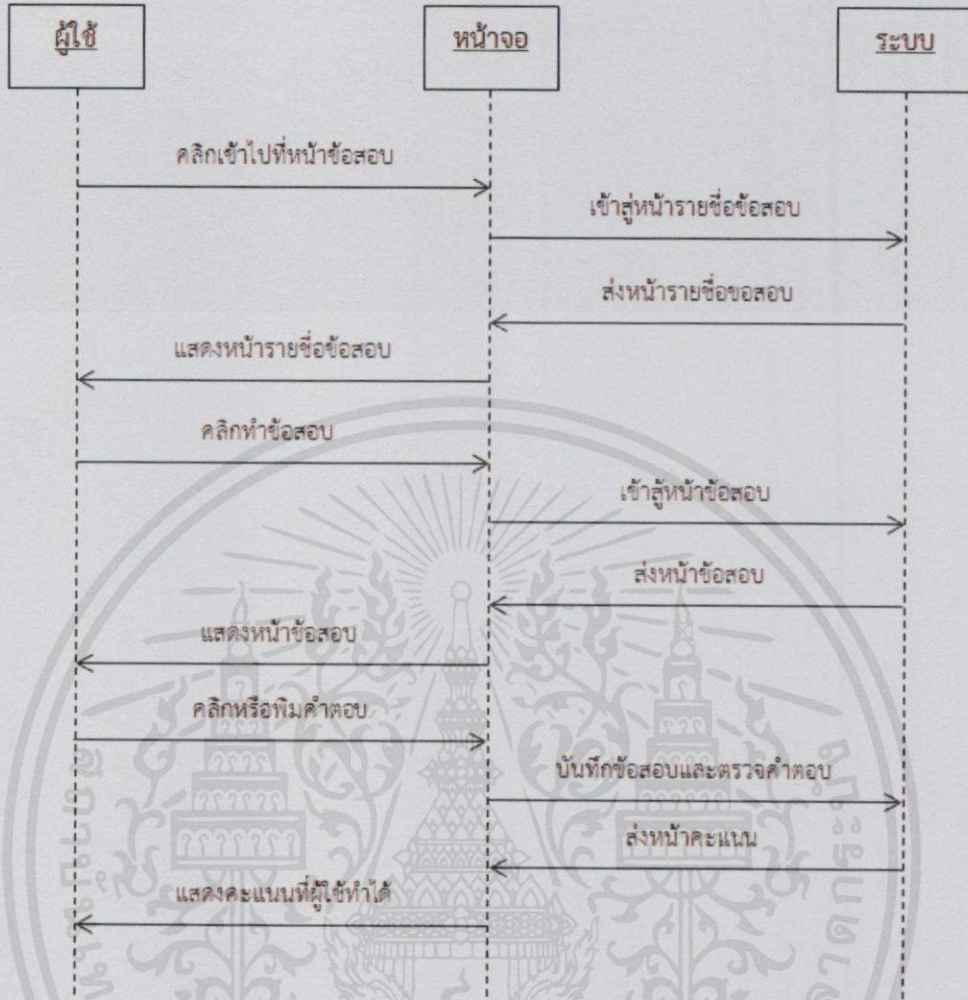 ผู้ใช้
หน้าจอ
ระบบ
คลิกเข้าไปที่หน้าข้อสอบ
เข้าสู่หน้ารายชื่อข้อสอบ
ส่งหน้ารายชื่อขอสอบ
แสดงหน้ารายชื่อข้อสอบ
คลิกทำข้อสอบ
เข้าสู้หน้าข้อสอบ
ส่งหน้าข้อสอบ
แสดงหน้าข้อสอบ
คลิกหรือพิมคำตอบ
บันทึกข้อสอบและตรวจคำตอบ
ส่งหน้าคะแนน
แสดงคะแนนที่ผู้ใช้ทำได้